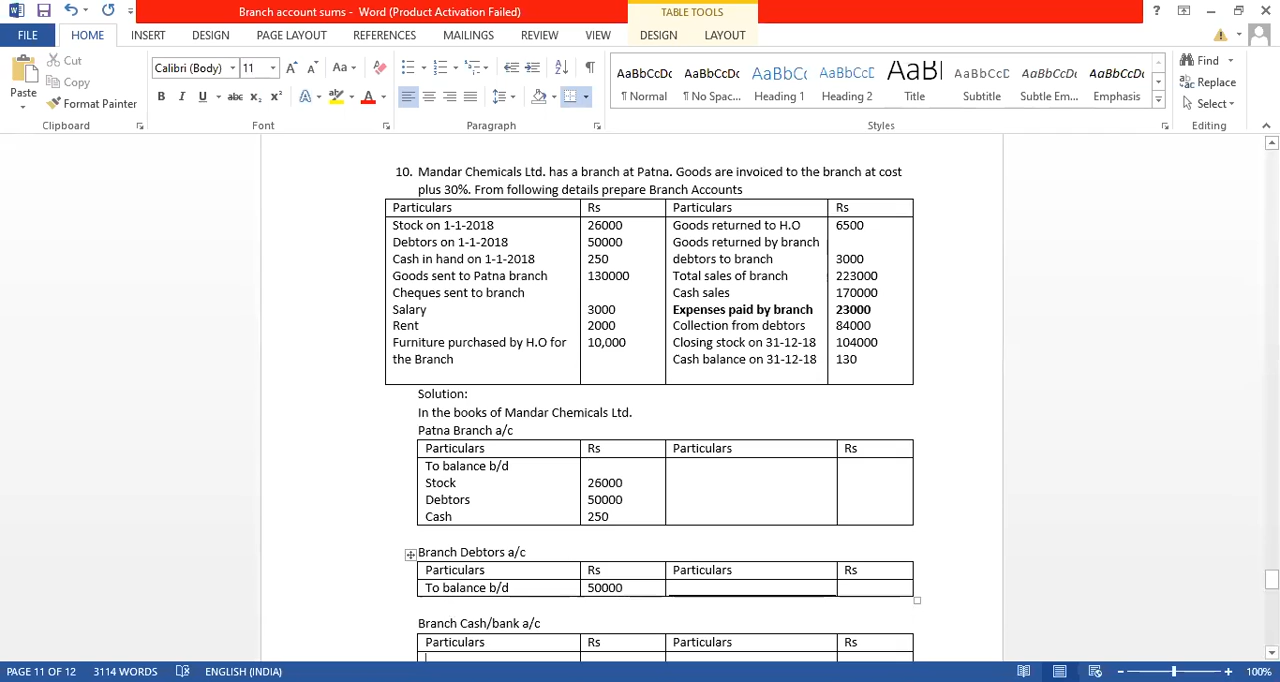 Branch account sums - Word (Product Activation Failed)
TABLE TOOLS
FILE HOME INSERT DESIGN PAGE LAYOUT REFERENCES MAILINGS REVIEW VIEW DESIGN LAYOUT
Paste
Cut
Copy
Format Painter
Clipboard
Calibri (Body) 11
Font
Paragraph
AaBbCcDc AaBbCcDc AaBbCc AaBbCcDc AaBl AaBbCcD AaBbCcDc AaBbCcDc
¶ Normal ¶ No Spac... Heading 1 Heading 2 Title Subtitle Subtle Em... Emphasis
Styles
Find
Replace
Select
Editing
10. Mandar Chemicals Ltd. has a branch at Patna. Goods are invoiced to the branch at cost
plus 30%. From following details prepare Branch Accounts
Particulars Rs Particulars Rs
Stock on 1-1-2018 26000 Goods returned to H.O 6500
Debtors on 1-1-2018 50000 Goods returned by branch
Cash in hand on 1-1-2018 250 debtors to branch 3000
Goods sent to Patna branch 130000 Total sales of branch 223000
Cheques sent to branch Cash sales 170000
Salary 3000 Expenses paid by branch 23000
Rent 2000 Collection from debtors 84000
Furniture purchased by H.O for 10,000 Closing stock on 31-12-18 104000
the Branch Cash balance on 31-12-18 130
Solution:
In the books of Mandar Chemicals Ltd.
Patna Branch a/c
Particulars Rs Particulars Rs
To balance b/d
Stock 26000
Debtors 50000
Cash 250
Branch Debtors a/c
Particulars Rs Particulars Rs
To balance b/d 50000
Branch Cash/bank a/c
Particulars Rs Particulars Rs
PAGE 11 OF 12 3114 WORDS ENGLISH (INDIA) 100%